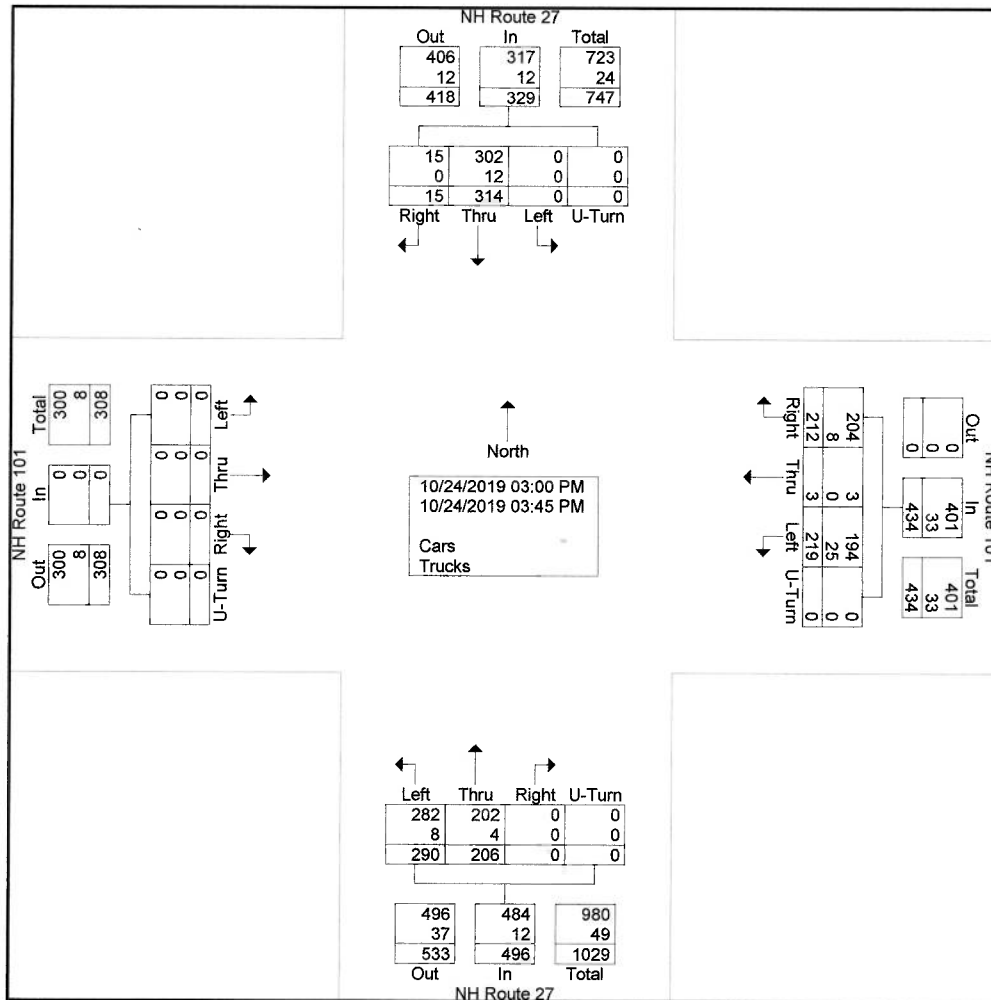 NH Route 27
Out In Total
406 317 723
12 12 24
418 329 747
15 302 0 0
0 12 0 0
15 314 0 0
Right Thru Left U-Turn
NH Route 101
Total In Out
300 0 300
8 0 8
308 0 308
0 0 0 0
0 0 0 0
0 0 0 0
Left Thru Right U-Turn
North
10/24/2019 03:00 PM
10/24/2019 03:45 PM
Cars
Trucks
Right Thru Left U-Turn
204 3 194 0
8 0 25 0
212 3 219 0
Out In Total
0 401 401
0 33 33
0 434 434
NH Route 101
Left Thru Right U-Turn
282 202 0 0
8 4 0 0
290 206 0 0
496 484 980
37 12 49
533 496 1029
Out In Total
NH Route 27